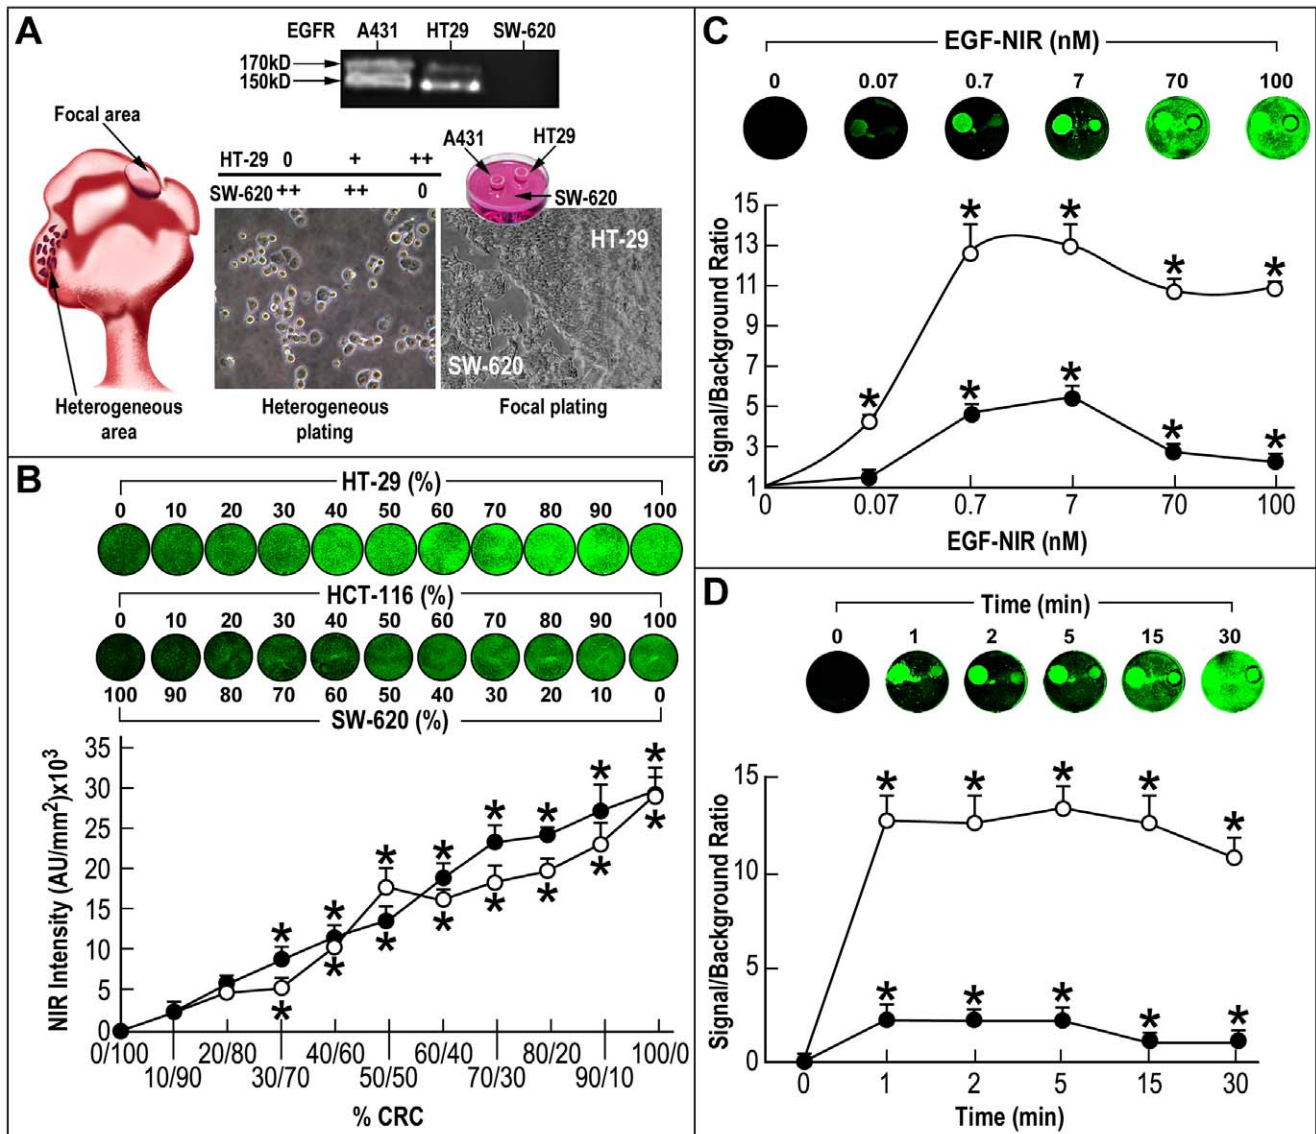 A
EGFR A431 HT29 SW-620
170kD
150kD
Focal area
HT-29 0 + ++
SW-620 ++ ++ 0
A431
HT29
SW-620
HT-29
SW-620
Heterogeneous
area
Heterogeneous
plating
Focal plating
B
HT-29 (%)
0 10 20 30 40 50 60 70 80 90 100
HCT-116 (%)
0 10 20 30 40 50 60 70 80 90 100
100 90 80 70 60 50 40 30 20 10 0
SW-620 (%)
NIR Intensity (AU/mm²)x10³
35
30
25
20
15
10
5
0
* * * * * * * *
* * * * * * * *
0/100 20/80 40/60 60/40 80/20 100/0
10/90 30/70 50/50 70/30 90/10
% CRC
C
EGF-NIR (nM)
0 0.07 0.7 7 70 100
Signal/Background Ratio
15
13
11
9
7
5
3
1
* * * * *
* * * *
0 0.07 0.7 7 70 100
EGF-NIR (nM)
D
Time (min)
0 1 2 5 15 30
Signal/Background Ratio
15
10
5
0
* * * * *
* * * * *
0 1 2 5 15 30
Time (min)